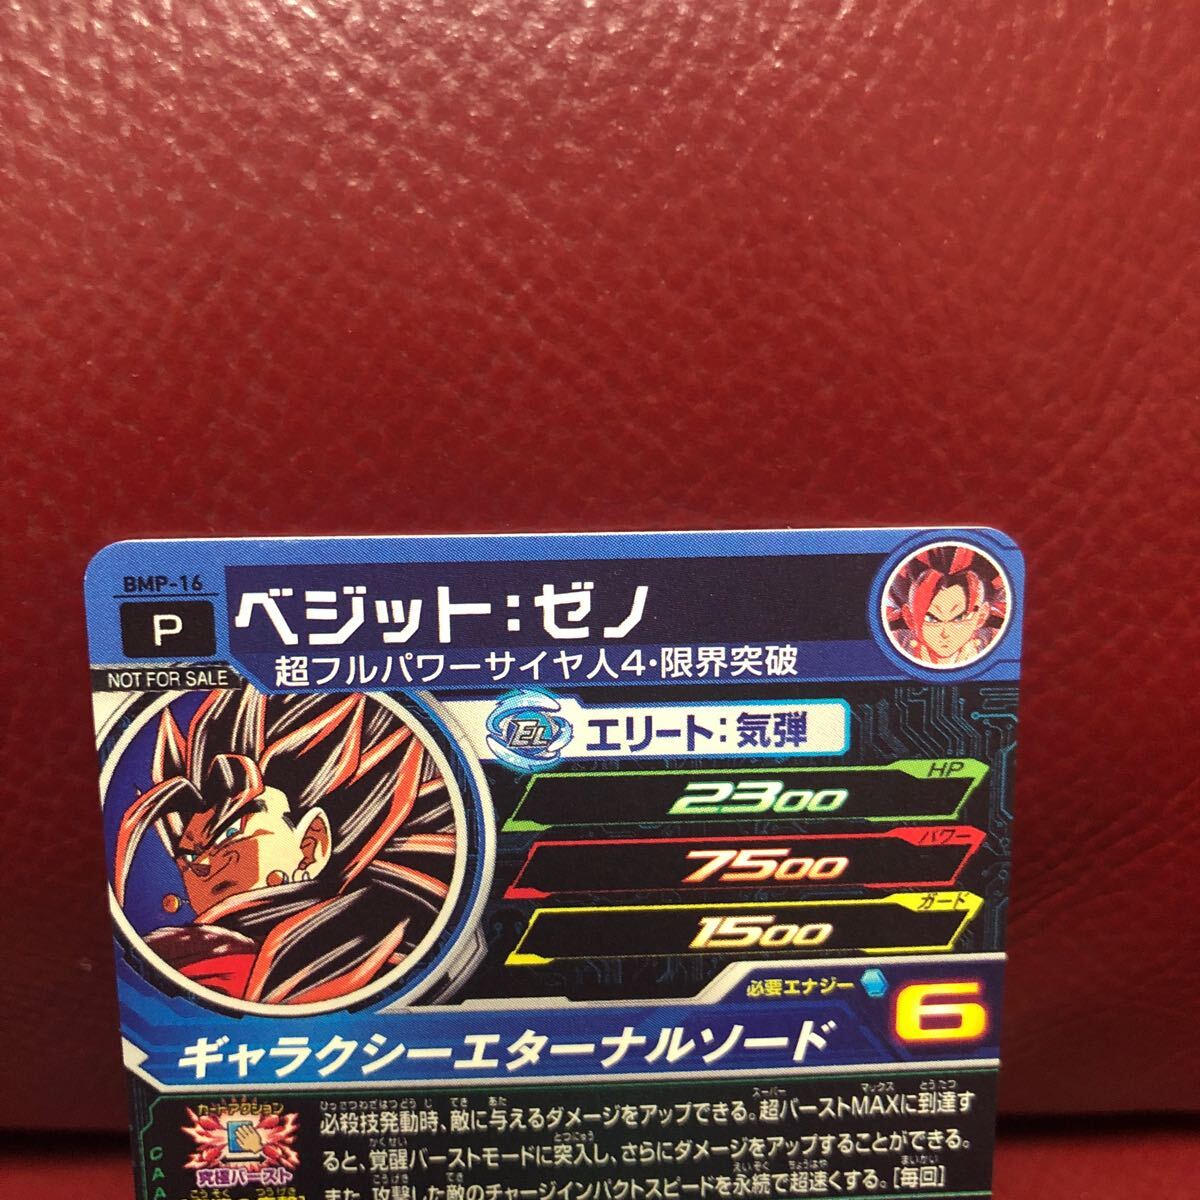 BMP-16
P
NOT FOR SALE
ベジット:ゼノ
超フルパワーサイヤ人4・限界突破
EL
エリート:気弾
HP
2300
パワー
7500
ガード
1500
必要エナジー
6
ギャラクシーエターナルソード
カードアクション
究極バースト
必殺技発動時、敵に与えるダメージをアップできる。超バーストMAXに到達す
ると、覚醒バーストモードに突入し、さらにダメージをアップすることができる。
また、攻撃した敵のチャージインパクトスピードを永続で超速くする。[毎回]